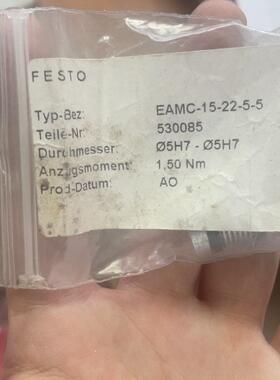 FESTO
Typ-Bez: EAMC-15-22-5-5
Teile-Nr: 530085
Durchmesser: Ø5H7 - Ø5H7
Anzugsmoment: 1,50 Nm
Prod-Datum: AO